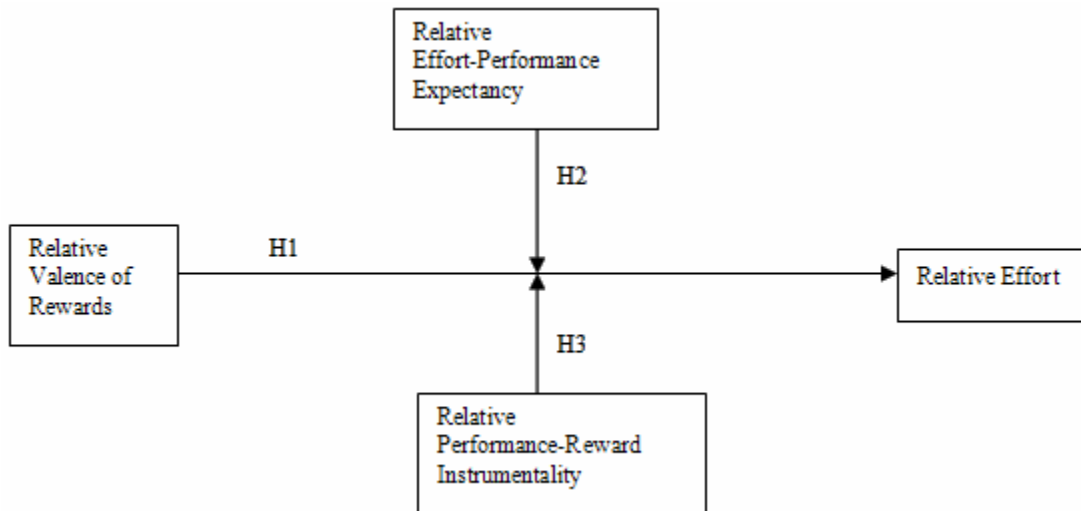 Relative
Effort-Performance
Expectancy
H2
Relative
Valence of
Rewards
H1
Relative Effort
H3
Relative
Performance-Reward
Instrumentality